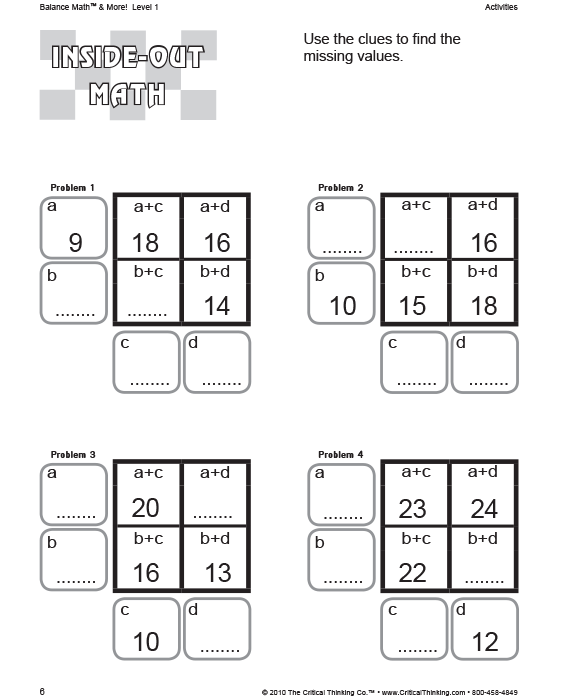 Balance Math™ & More! Level 1 Activities
INSIDE-OUT
MATH
Use the clues to find the
missing values.
Problem 1
a a+c a+d
9 18 16
b b+c b+d
........ ........ 14
c d
........ ........
Problem 2
a a+c a+d
........ ........ 16
b b+c b+d
10 15 18
c d
........ ........
Problem 3
a a+c a+d
........ 20 ........
b b+c b+d
........ 16 13
c d
10 ........
Problem 4
a a+c a+d
........ 23 24
b b+c b+d
........ 22 ........
c d
........ 12
6 © 2010 The Critical Thinking Co.™ • www.CriticalThinking.com • 800-458-4849